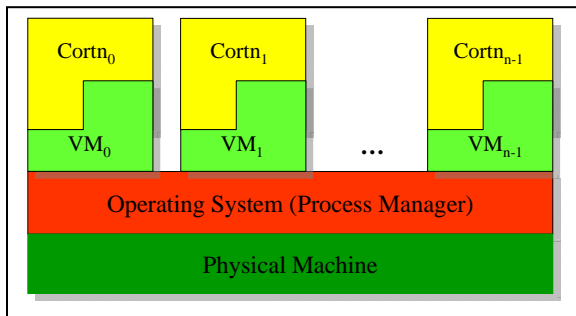 Cortn₀ Cortn₁ Cortnₙ₋₁
VM₀ VM₁ ... VMₙ₋₁
Operating System (Process Manager)
Physical Machine